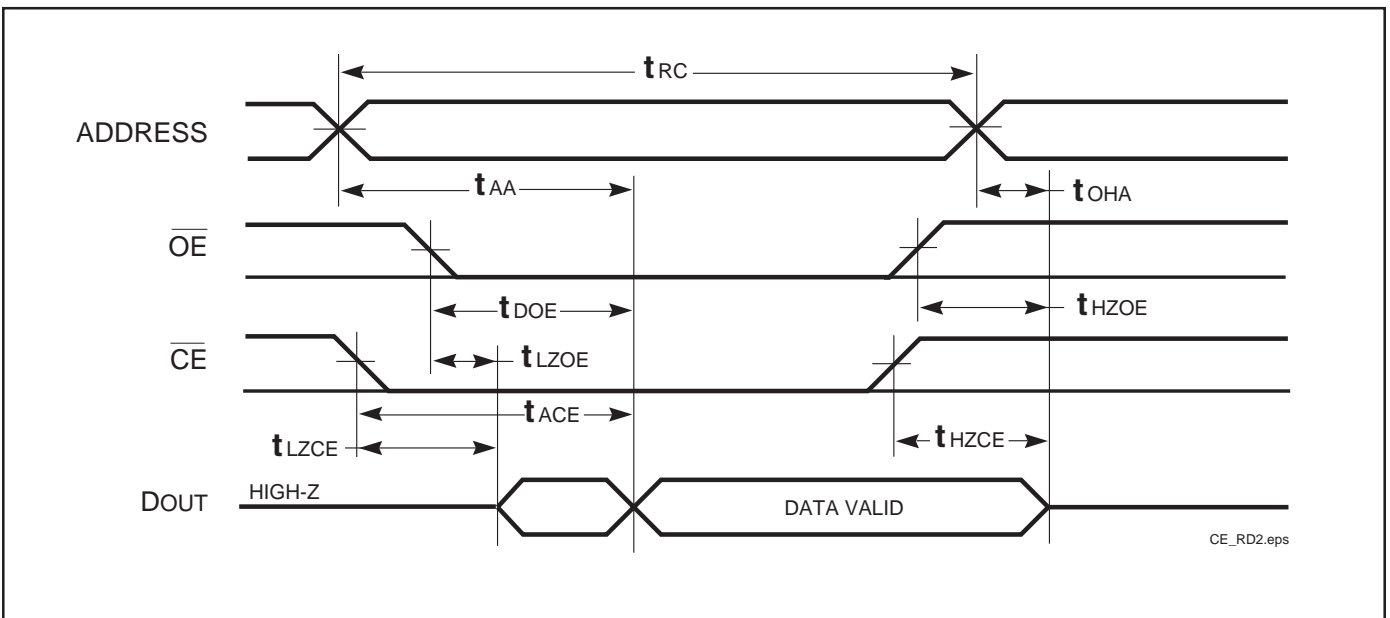 tRC
ADDRESS
tAA
tOHA
OE
tDOE
tHZOE
CE
tLZOE
tACE
tLZCE
tHZCE
DOUT
HIGH-Z
DATA VALID
CE_RD2.eps